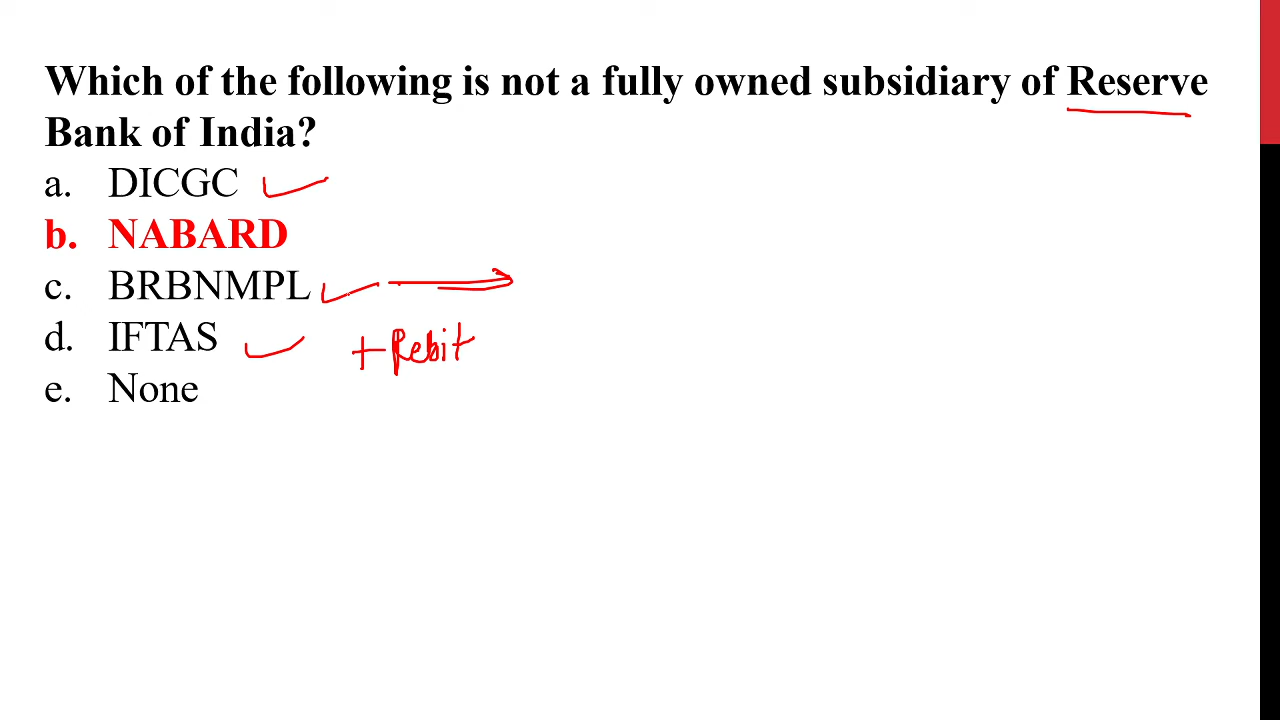 Which of the following is not a fully owned subsidiary of Reserve
Bank of India?
a. DICGC
b. NABARD
c. BRBNMPL
d. IFTAS + Rebit
e. None